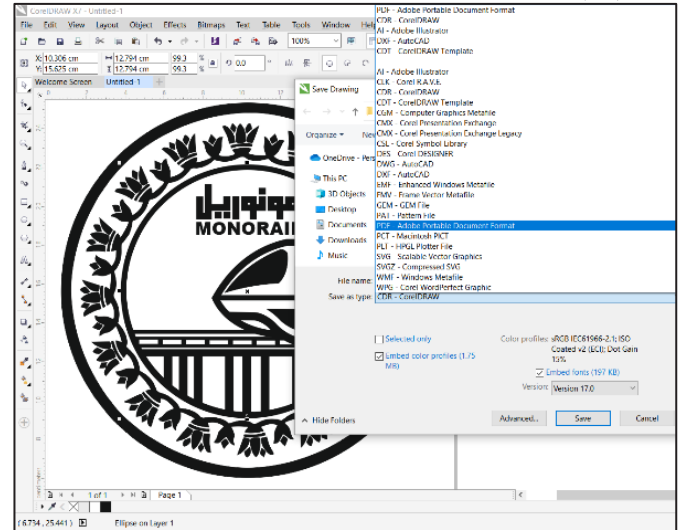 CorelDRAW X7 - Untitled-1
File Edit View Layout Object Effects Bitmaps Text Table Tools Window Help
100%
X: 10.306 cm 12.794 cm 99.3 %
Y: 15.625 cm 12.794 cm 99.3 % 0.0 °
Welcome Screen Untitled-1 +
مونوريل
MONORAIL
Save Drawing
Organize
OneDrive - Pers
This PC
3D Objects
Desktop
Documents
Downloads
Music
PDF - Adobe Portable Document Format
CDR - CorelDRAW
AI - Adobe Illustrator
DXF - AutoCAD
CDT - CorelDRAW Template
AI - Adobe Illustrator
CLK - Corel R.A.V.E.
CDR - CorelDRAW
CDT - CorelDRAW Template
CGM - Computer Graphics Metafile
CMX - Corel Presentation Exchange
CMX - Corel Presentation Exchange Legacy
CSL - Corel Symbol Library
DES - Corel DESIGNER
DWG - AutoCAD
DXF - AutoCAD
EMF - Enhanced Windows Metafile
FMV - Frame Vector Metafile
GEM - GEM File
PAT - Pattern File
PDF - Adobe Portable Document Format
PCT - Macintosh PICT
PLT - HPGL Plotter File
SVG - Scalable Vector Graphics
SVGZ - Compressed SVG
WMF - Windows Metafile
WPG - Corel WordPerfect Graphic
File name:
Save as type: CDR - CorelDRAW
Selected only
Embed color profiles (1.75 MB)
Color profiles: sRGB IEC61966-2.1; ISO
Coated v2 (ECI); Dot Gain
15%
Embed fonts (197 KB)
Version: Version 17.0
Hide Folders
Advanced... Save Cancel
1 of 1 Page 1
( 6.734 , 25.441 ) Ellipse on Layer 1